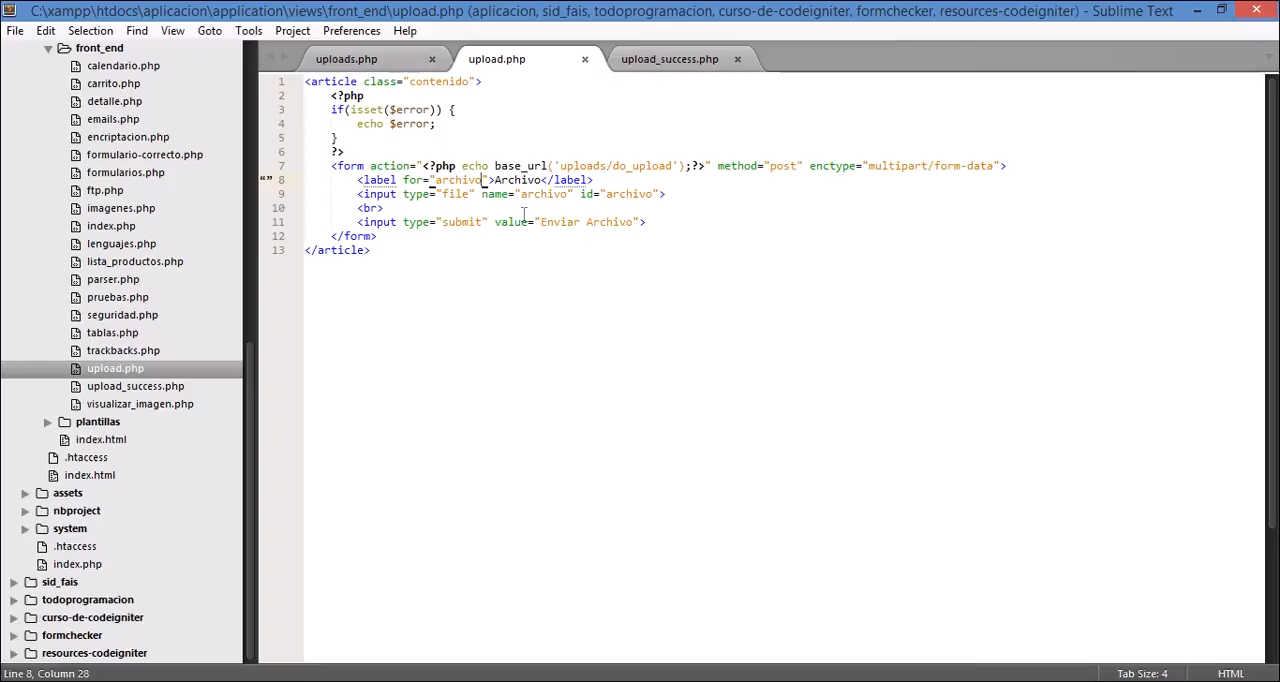 C:\xampp\htdocs\aplicacion\application\views\front_end\upload.php (aplicacion, sid_fais, todoprogramacion, curso-de-codeigniter, formchecker, resources-codeigniter) - Sublime Text
File Edit Selection Find View Goto Tools Project Preferences Help
front_end
calendario.php
carrito.php
detalle.php
emails.php
encriptacion.php
formulario-correcto.php
formularios.php
ftp.php
imagenes.php
index.php
lenguajes.php
lista_productos.php
parser.php
pruebas.php
seguridad.php
tablas.php
trackbacks.php
upload.php
upload_success.php
visualizar_imagen.php
plantillas
index.html
.htaccess
index.html
assets
nbproject
system
.htaccess
index.php
sid_fais
todoprogramacion
curso-de-codeigniter
formchecker
resources-codeigniter
uploads.php × upload.php × upload_success.php ×
1 <article class="contenido">
2 <?php
3 if(isset($error)) {
4 echo $error;
5 }
6 ?>
7 <form action="<?php echo base_url('uploads/do_upload');?>" method="post" enctype="multipart/form-data">
“” 8 <label for="archivo">Archivo</label>
9 <input type="file" name="archivo" id="archivo">
10 <br>
11 <input type="submit" value="Enviar Archivo">
12 </form>
13 </article>
Line 8, Column 28 Tab Size: 4 HTML